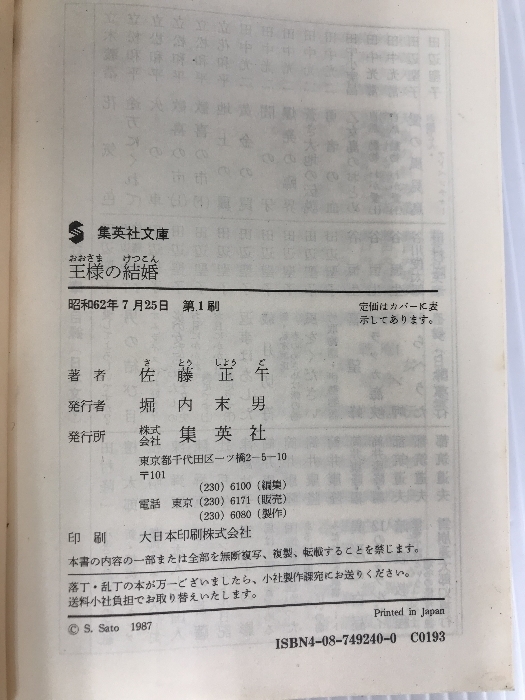 集英社文庫
おおさま けつこん
王様の結婚
昭和62年7月25日 第1刷
定価はカバーに表
示してあります。
さ とう しよう ご
著者 佐藤正午
発行者 堀内末男
発行所 株式会社 集英社
東京都千代田区一ツ橋2-5-10
〒101
(230) 6100 (編集)
電話 東京 (230) 6171 (販売)
(230) 6080 (製作)
印刷 大日本印刷株式会社
本書の内容の一部または全部を無断複写、複製、転載することを禁じます。
落丁・乱丁の本が万一ございましたら、小社製作課宛にお送りください。
送料小社負担でお取り替えいたします。
© S. Sato 1987
Printed in Japan
ISBN4-08-749240-0 C0193